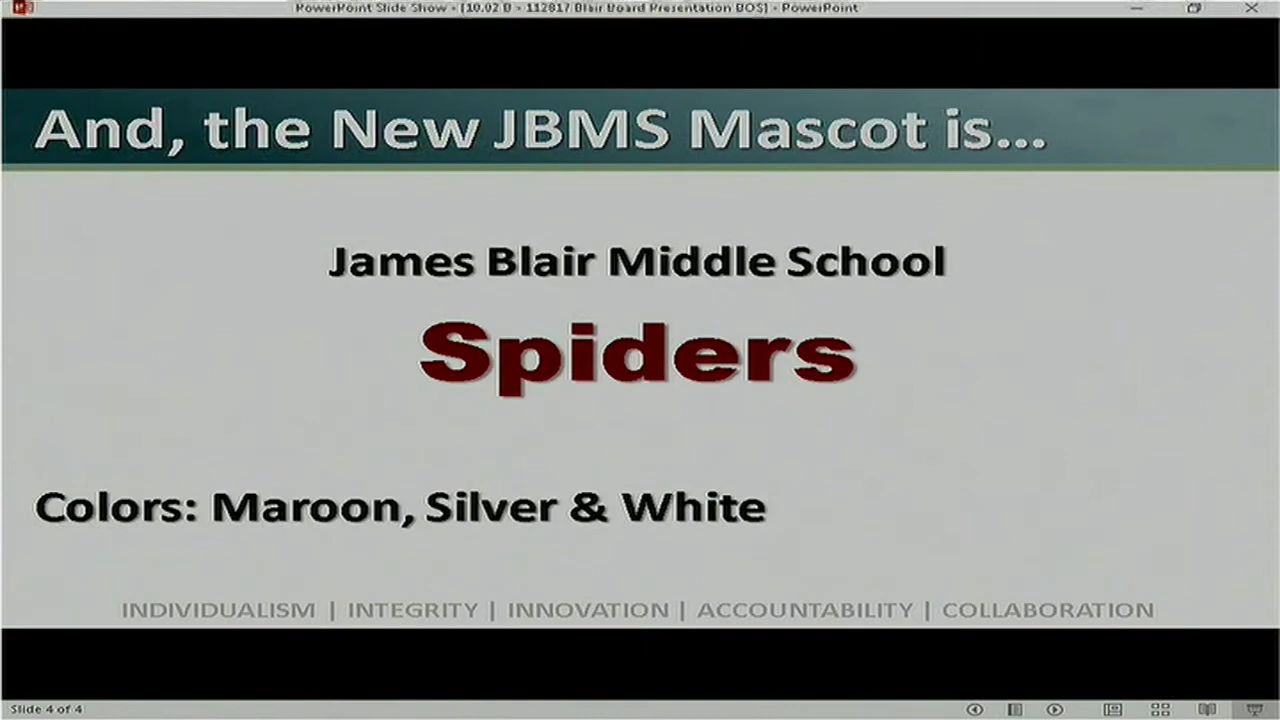 PowerPoint Slide Show - [10.02 B - 112817 Blair Board Presentation BOS] - PowerPoint
And, the New JBMS Mascot is...
James Blair Middle School
Spiders
Colors: Maroon, Silver & White
INDIVIDUALISM | INTEGRITY | INNOVATION | ACCOUNTABILITY | COLLABORATION
Slide 4 of 4